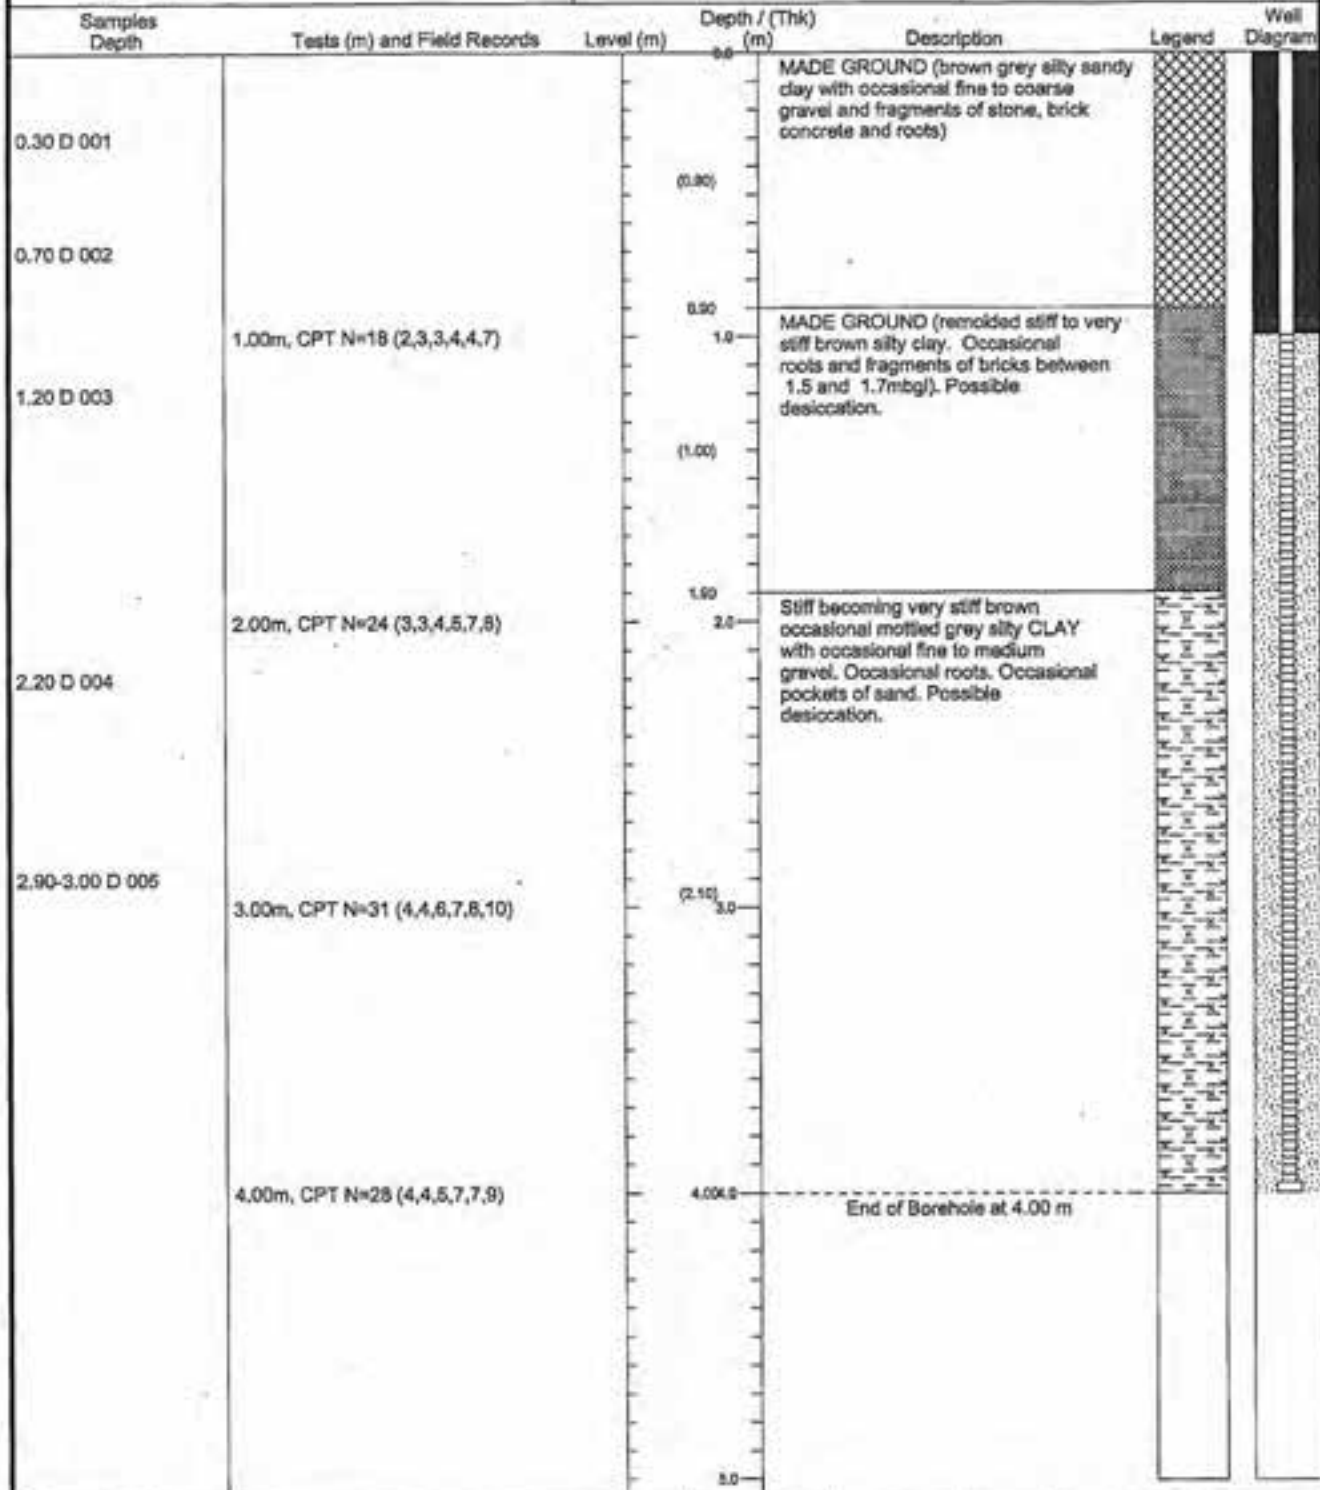 Samples
Depth
Tests (m) and Field Records
Level (m)
Depth / (Thk)
(m)
Description
Legend
Well
Diagram
0.0
MADE GROUND (brown grey silty sandy
clay with occasional fine to coarse
gravel and fragments of stone, brick
concrete and roots)
0.30 D 001
(0.90)
0.70 D 002
0.90
MADE GROUND (remolded stiff to very
stiff brown silty clay. Occasional
roots and fragments of bricks between
1.5 and 1.7mbgl). Possible
desiccation.
1.00m, CPT N=18 (2,3,3,4,4,7)
1.0
1.20 D 003
(1.00)
1.90
Stiff becoming very stiff brown
occasional mottled grey silty CLAY
with occasional fine to medium
gravel. Occasional roots. Occasional
pockets of sand. Possible
desiccation.
2.00m, CPT N=24 (3,3,4,5,7,8)
2.0
2.20 D 004
2.90-3.00 D 005
(2.10)
3.00m, CPT N=31 (4,4,6,7,8,10)
3.0
4.00m, CPT N=28 (4,4,5,7,7,9)
4.00
4.0
End of Borehole at 4.00 m
5.0